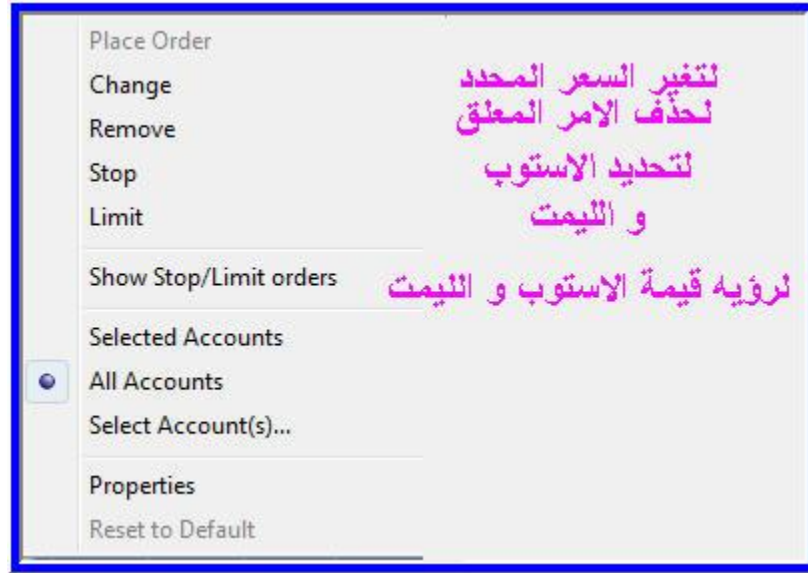 Place Order
Change لتغير السعر المحدد
Remove لحذف الامر المعلق
Stop لتحديد الاستوب
Limit و الليمت
Show Stop/Limit orders لرؤيه قيمة الاستوب و الليمت
Selected Accounts
All Accounts
Select Account(s)...
Properties
Reset to Default